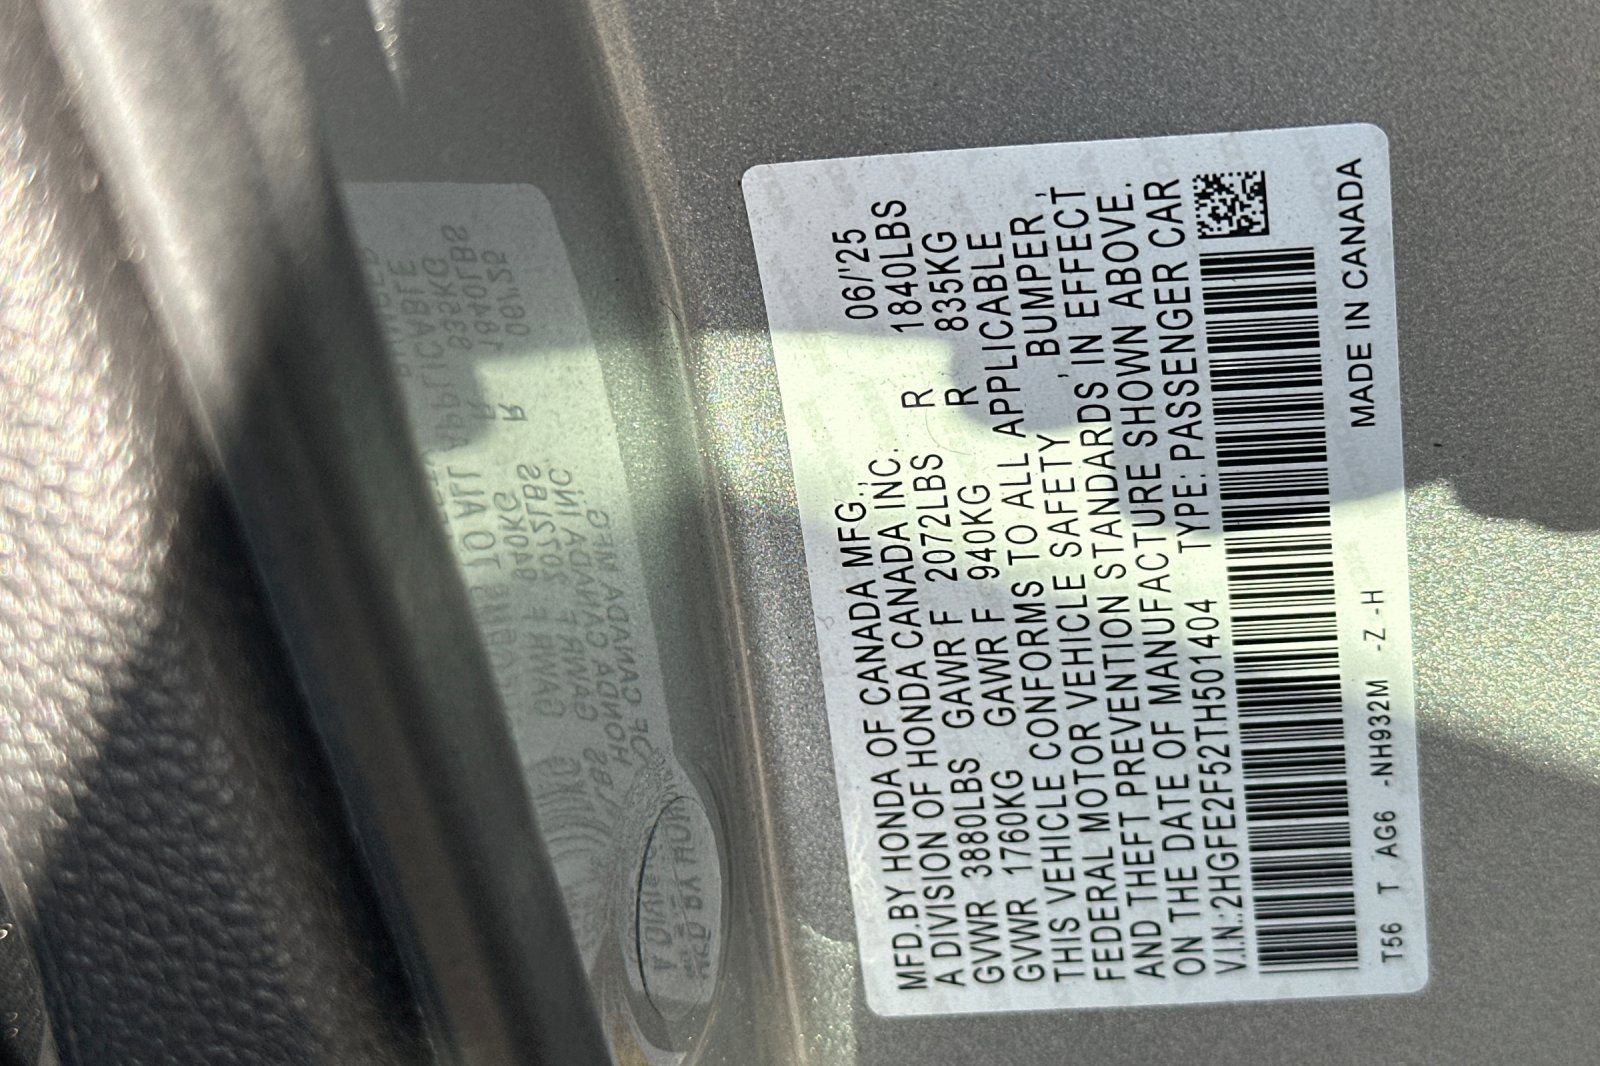 MFD.BY HONDA OF CANADA MFG., 06/'25
A DIVISION OF HONDA CANADA INC.
GVWR 3880LBS GAWR F 2072LBS R 1840LBS
GVWR 1760KG GAWR F 940KG R 835KG
THIS VEHICLE CONFORMS TO ALL APPLICABLE
FEDERAL MOTOR VEHICLE SAFETY , BUMPER ,
AND THEFT PREVENTION STANDARDS IN EFFECT
ON THE DATE OF MANUFACTURE SHOWN ABOVE.
V.I.N.:2HGFE2F52TH501404 TYPE: PASSENGER CAR
T56 T AG6 -NH932M -Z -H MADE IN CANADA